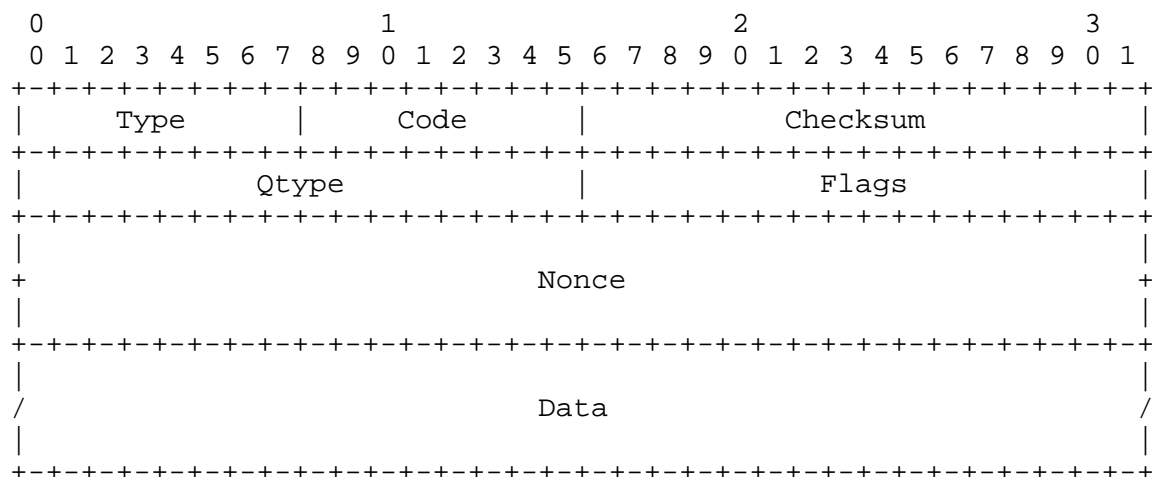 0                   1                   2                   3
 0 1 2 3 4 5 6 7 8 9 0 1 2 3 4 5 6 7 8 9 0 1 2 3 4 5 6 7 8 9 0 1
+-+-+-+-+-+-+-+-+-+-+-+-+-+-+-+-+-+-+-+-+-+-+-+-+-+-+-+-+-+-+-+-+
|     Type      |     Code      |           Checksum            |
+-+-+-+-+-+-+-+-+-+-+-+-+-+-+-+-+-+-+-+-+-+-+-+-+-+-+-+-+-+-+-+-+
|             Qtype             |             Flags             |
+-+-+-+-+-+-+-+-+-+-+-+-+-+-+-+-+-+-+-+-+-+-+-+-+-+-+-+-+-+-+-+-+
|                                                               |
+                             Nonce                             +
|                                                               |
+-+-+-+-+-+-+-+-+-+-+-+-+-+-+-+-+-+-+-+-+-+-+-+-+-+-+-+-+-+-+-+-+
|                                                               |
/                             Data                              /
|                                                               |
+-+-+-+-+-+-+-+-+-+-+-+-+-+-+-+-+-+-+-+-+-+-+-+-+-+-+-+-+-+-+-+-+